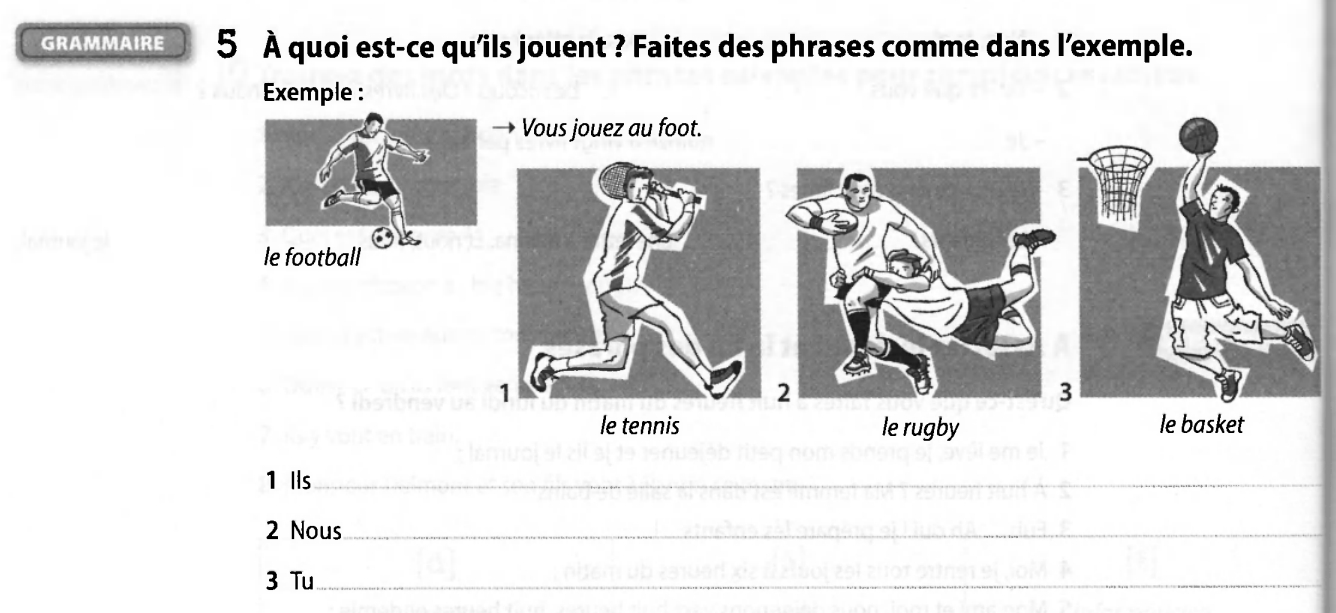 GRAMMAIRE
5 À quoi est-ce qu'ils jouent ? Faites des phrases comme dans l'exemple.
Exemple :
→ Vous jouez au foot.
le football
1
2
3
le tennis
le rugby
le basket
1 Ils
2 Nous
3 Tu